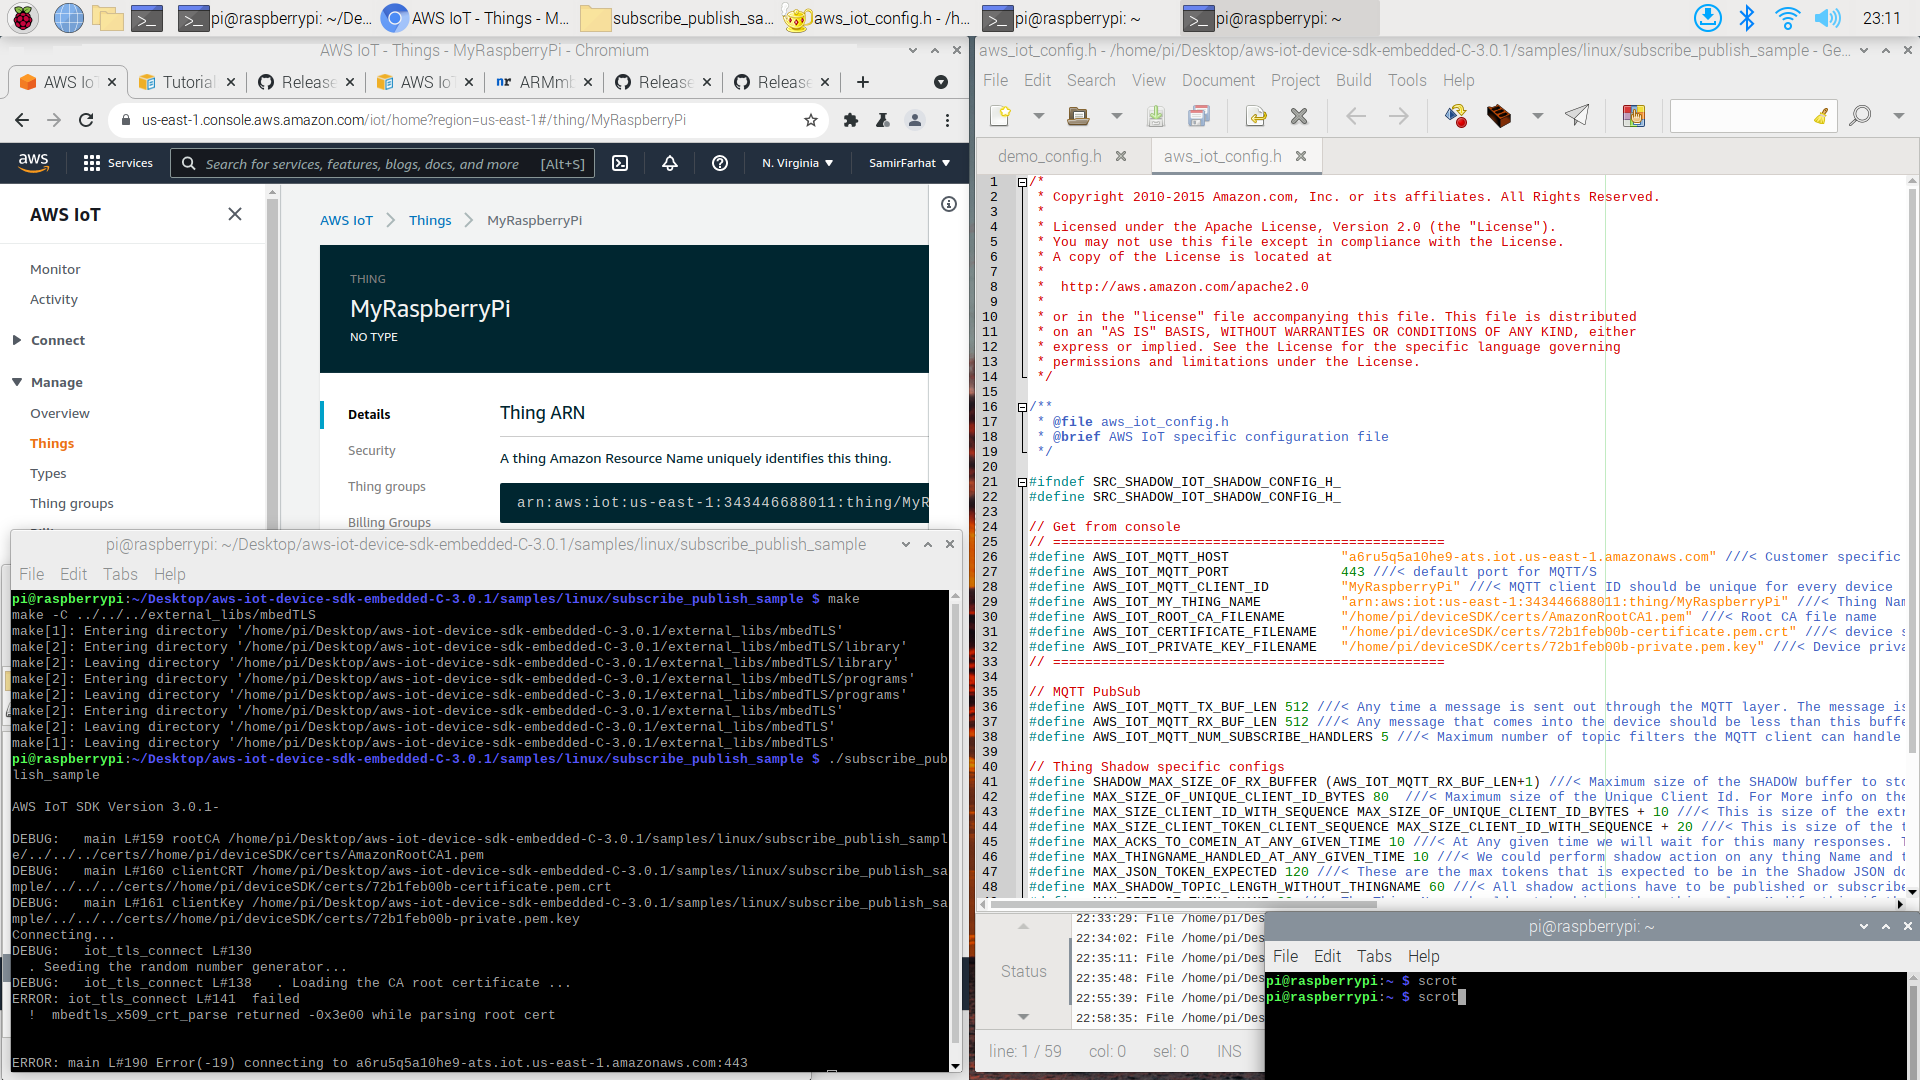 pi@raspberrypi: ~/De...
AWS IoT - Things - M...
subscribe_publish_sa...
aws_iot_config.h - /h...
pi@raspberrypi: ~
pi@raspberrypi: ~
23:11
AWS IoT - Things - MyRaspberryPi - Chromium
AWS IoT
Tutorial
Release
AWS IoT
nr ARMm
Release
Release
us-east-1.console.aws.amazon.com/iot/home?region=us-east-1#/thing/MyRaspberryPi
aws
Services
Search for services, features, blogs, docs, and more [Alt+S]
N. Virginia
SamirFarhat
AWS IoT
Monitor
Activity
Connect
Manage
Overview
Things
Types
Thing groups
AWS IoT > Things > MyRaspberryPi
THING
MyRaspberryPi
NO TYPE
Details
Security
Thing groups
Billing Groups
Thing ARN
A thing Amazon Resource Name uniquely identifies this thing.
arn:aws:iot:us-east-1:343446688011:thing/MyR
pi@raspberrypi: ~/Desktop/aws-iot-device-sdk-embedded-C-3.0.1/samples/linux/subscribe_publish_sample
File Edit Tabs Help
pi@raspberrypi:~/Desktop/aws-iot-device-sdk-embedded-C-3.0.1/samples/linux/subscribe_publish_sample $ make
make -C ../../../external_libs/mbedTLS
make[1]: Entering directory '/home/pi/Desktop/aws-iot-device-sdk-embedded-C-3.0.1/external_libs/mbedTLS'
make[2]: Entering directory '/home/pi/Desktop/aws-iot-device-sdk-embedded-C-3.0.1/external_libs/mbedTLS/library'
make[2]: Leaving directory '/home/pi/Desktop/aws-iot-device-sdk-embedded-C-3.0.1/external_libs/mbedTLS/library'
make[2]: Entering directory '/home/pi/Desktop/aws-iot-device-sdk-embedded-C-3.0.1/external_libs/mbedTLS/programs'
make[2]: Leaving directory '/home/pi/Desktop/aws-iot-device-sdk-embedded-C-3.0.1/external_libs/mbedTLS/programs'
make[2]: Entering directory '/home/pi/Desktop/aws-iot-device-sdk-embedded-C-3.0.1/external_libs/mbedTLS'
make[2]: Leaving directory '/home/pi/Desktop/aws-iot-device-sdk-embedded-C-3.0.1/external_libs/mbedTLS'
make[1]: Leaving directory '/home/pi/Desktop/aws-iot-device-sdk-embedded-C-3.0.1/external_libs/mbedTLS'
pi@raspberrypi:~/Desktop/aws-iot-device-sdk-embedded-C-3.0.1/samples/linux/subscribe_publish_sample $ ./subscribe_pub
lish_sample
AWS IoT SDK Version 3.0.1-
DEBUG:   main L#159 rootCA /home/pi/Desktop/aws-iot-device-sdk-embedded-C-3.0.1/samples/linux/subscribe_publish_sampl
e/../../../certs//home/pi/deviceSDK/certs/AmazonRootCA1.pem
DEBUG:   main L#160 clientCRT /home/pi/Desktop/aws-iot-device-sdk-embedded-C-3.0.1/samples/linux/subscribe_publish_sa
mple/../../../certs//home/pi/deviceSDK/certs/72b1feb00b-certificate.pem.crt
DEBUG:   main L#161 clientKey /home/pi/Desktop/aws-iot-device-sdk-embedded-C-3.0.1/samples/linux/subscribe_publish_sa
mple/../../../certs//home/pi/deviceSDK/certs/72b1feb00b-private.pem.key
Connecting...
DEBUG:   iot_tls_connect L#130
. Seeding the random number generator...
DEBUG:   iot_tls_connect L#138   . Loading the CA root certificate ...
ERROR: iot_tls_connect L#141  failed
!  mbedtls_x509_crt_parse returned -0x3e00 while parsing root cert
ERROR: main L#190 Error(-19) connecting to a6ru5q5a10he9-ats.iot.us-east-1.amazonaws.com:443
aws_iot_config.h - /home/pi/Desktop/aws-iot-device-sdk-embedded-C-3.0.1/samples/linux/subscribe_publish_sample - Ge...
File Edit Search View Document Project Build Tools Help
demo_config.h
aws_iot_config.h
1 /*
2 * Copyright 2010-2015 Amazon.com, Inc. or its affiliates. All Rights Reserved.
3 *
4 * Licensed under the Apache License, Version 2.0 (the "License").
5 * You may not use this file except in compliance with the License.
6 * A copy of the License is located at
7 *
8 *  http://aws.amazon.com/apache2.0
9 *
10 * or in the "license" file accompanying this file. This file is distributed
11 * on an "AS IS" BASIS, WITHOUT WARRANTIES OR CONDITIONS OF ANY KIND, either
12 * express or implied. See the License for the specific language governing
13 * permissions and limitations under the License.
14 */
15
16 /**
17 * @file aws_iot_config.h
18 * @brief AWS IoT specific configuration file
19 */
20
21 #ifndef SRC_SHADOW_IOT_SHADOW_CONFIG_H_
22 #define SRC_SHADOW_IOT_SHADOW_CONFIG_H_
23
24 // Get from console
25 // =================================================
26 #define AWS_IOT_MQTT_HOST "a6ru5q5a10he9-ats.iot.us-east-1.amazonaws.com" ///< Customer specific
27 #define AWS_IOT_MQTT_PORT 443 ///< default port for MQTT/S
28 #define AWS_IOT_MQTT_CLIENT_ID "MyRaspberryPi" ///< MQTT client ID should be unique for every device
29 #define AWS_IOT_MY_THING_NAME "arn:aws:iot:us-east-1:343446688011:thing/MyRaspberryPi" ///< Thing Nam
30 #define AWS_IOT_ROOT_CA_FILENAME "/home/pi/deviceSDK/certs/AmazonRootCA1.pem" ///< Root CA file name
31 #define AWS_IOT_CERTIFICATE_FILENAME "/home/pi/deviceSDK/certs/72b1feb00b-certificate.pem.crt" ///< device s
32 #define AWS_IOT_PRIVATE_KEY_FILENAME "/home/pi/deviceSDK/certs/72b1feb00b-private.pem.key" ///< Device priva
33 // =================================================
34
35 // MQTT PubSub
36 #define AWS_IOT_MQTT_TX_BUF_LEN 512 ///< Any time a message is sent out through the MQTT layer. The message is
37 #define AWS_IOT_MQTT_RX_BUF_LEN 512 ///< Any message that comes into the device should be less than this buffe
38 #define AWS_IOT_MQTT_NUM_SUBSCRIBE_HANDLERS 5 ///< Maximum number of topic filters the MQTT client can handle
39
40 // Thing Shadow specific configs
41 #define SHADOW_MAX_SIZE_OF_RX_BUFFER (AWS_IOT_MQTT_RX_BUF_LEN+1) ///< Maximum size of the SHADOW buffer to sto
42 #define MAX_SIZE_OF_UNIQUE_CLIENT_ID_BYTES 80  ///< Maximum size of the Unique Client Id. For More info on the
43 #define MAX_SIZE_CLIENT_ID_WITH_SEQUENCE MAX_SIZE_OF_UNIQUE_CLIENT_ID_BYTES + 10 ///< This is size of the extr
44 #define MAX_SIZE_CLIENT_TOKEN_CLIENT_SEQUENCE MAX_SIZE_CLIENT_ID_WITH_SEQUENCE + 20 ///< This is size of the t
45 #define MAX_ACKS_TO_COMEIN_AT_ANY_GIVEN_TIME 10 ///< At Any given time we will wait for this many responses. T
46 #define MAX_THINGNAME_HANDLED_AT_ANY_GIVEN_TIME 10 ///< We could perform shadow action on any thing Name and t
47 #define MAX_JSON_TOKEN_EXPECTED 120 ///< These are the max tokens that is expected to be in the Shadow JSON do
48 #define MAX_SHADOW_TOPIC_LENGTH_WITHOUT_THINGNAME 60 ///< All shadow actions have to be published or subscribe
Status
22:33:29: File /home/pi/Des
22:34:02: File /home/pi/Des
22:35:11: File /home/pi/Des
22:35:48: File /home/pi/Des
22:55:39: File /home/pi/Des
22:58:35: File /home/pi/Des
line: 1 / 59 col: 0 sel: 0 INS
pi@raspberrypi: ~
File Edit Tabs Help
pi@raspberrypi:~ $ scrot
pi@raspberrypi:~ $ scrot